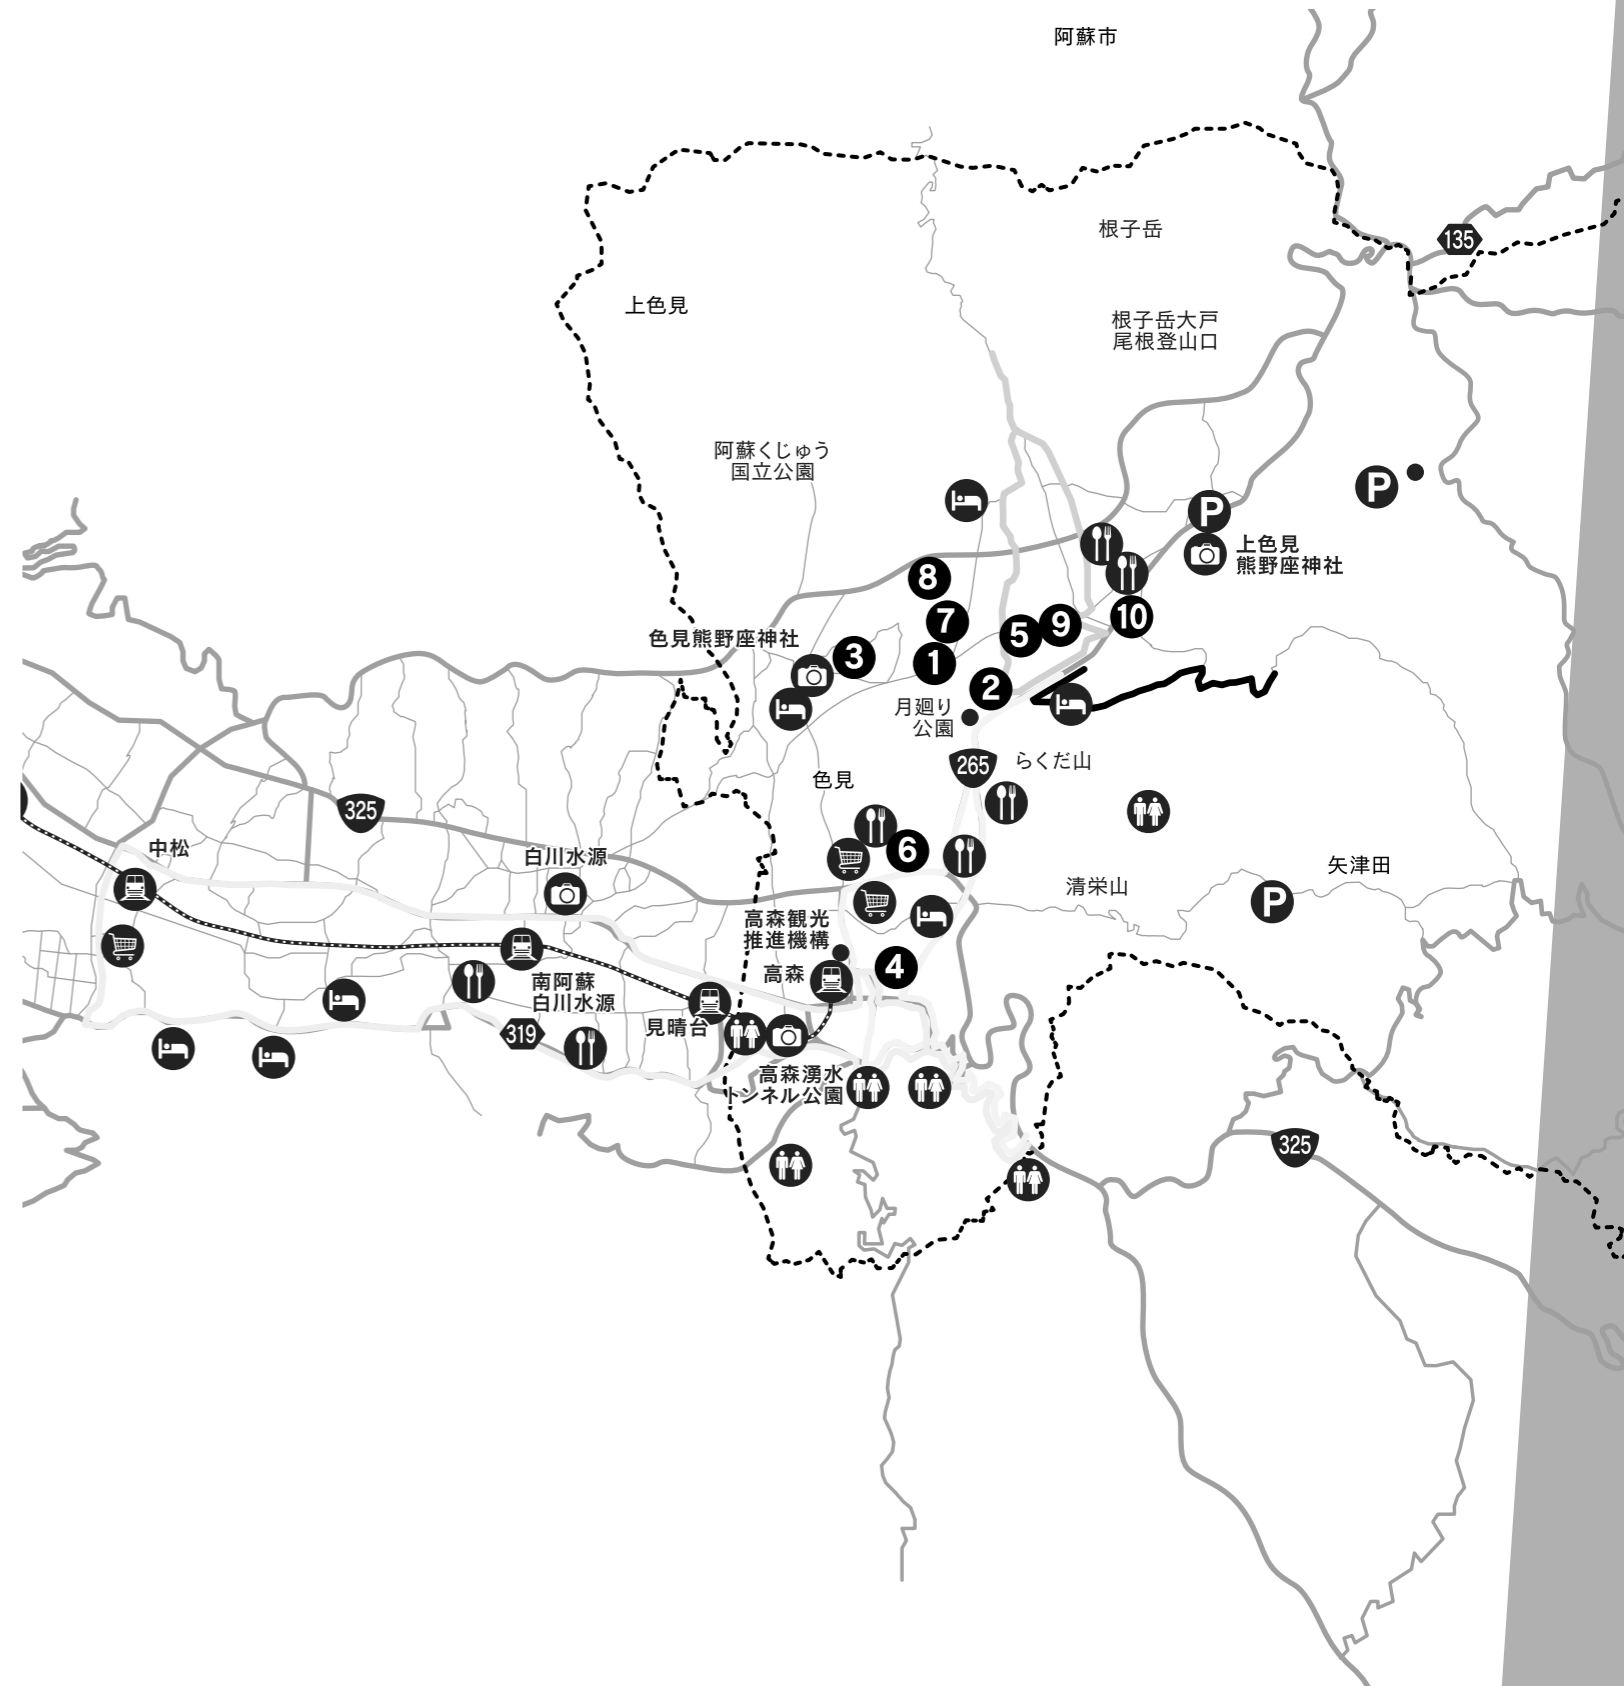 阿蘇市
135
根子岳
上色見
根子岳大戸
尾根登山口
阿蘇くじゅう
国立公園
P
P
上色見
熊野座神社
8
7
9
10
5
色見熊野座神社
3
1
2
月廻り
公園
265
らくだ山
色見
325
中松
白川水源
6
矢津田
清栄山
P
高森観光
推進機構
高森
4
南阿蘇
白川水源
319
見晴台
高森湧水
トンネル公園
325